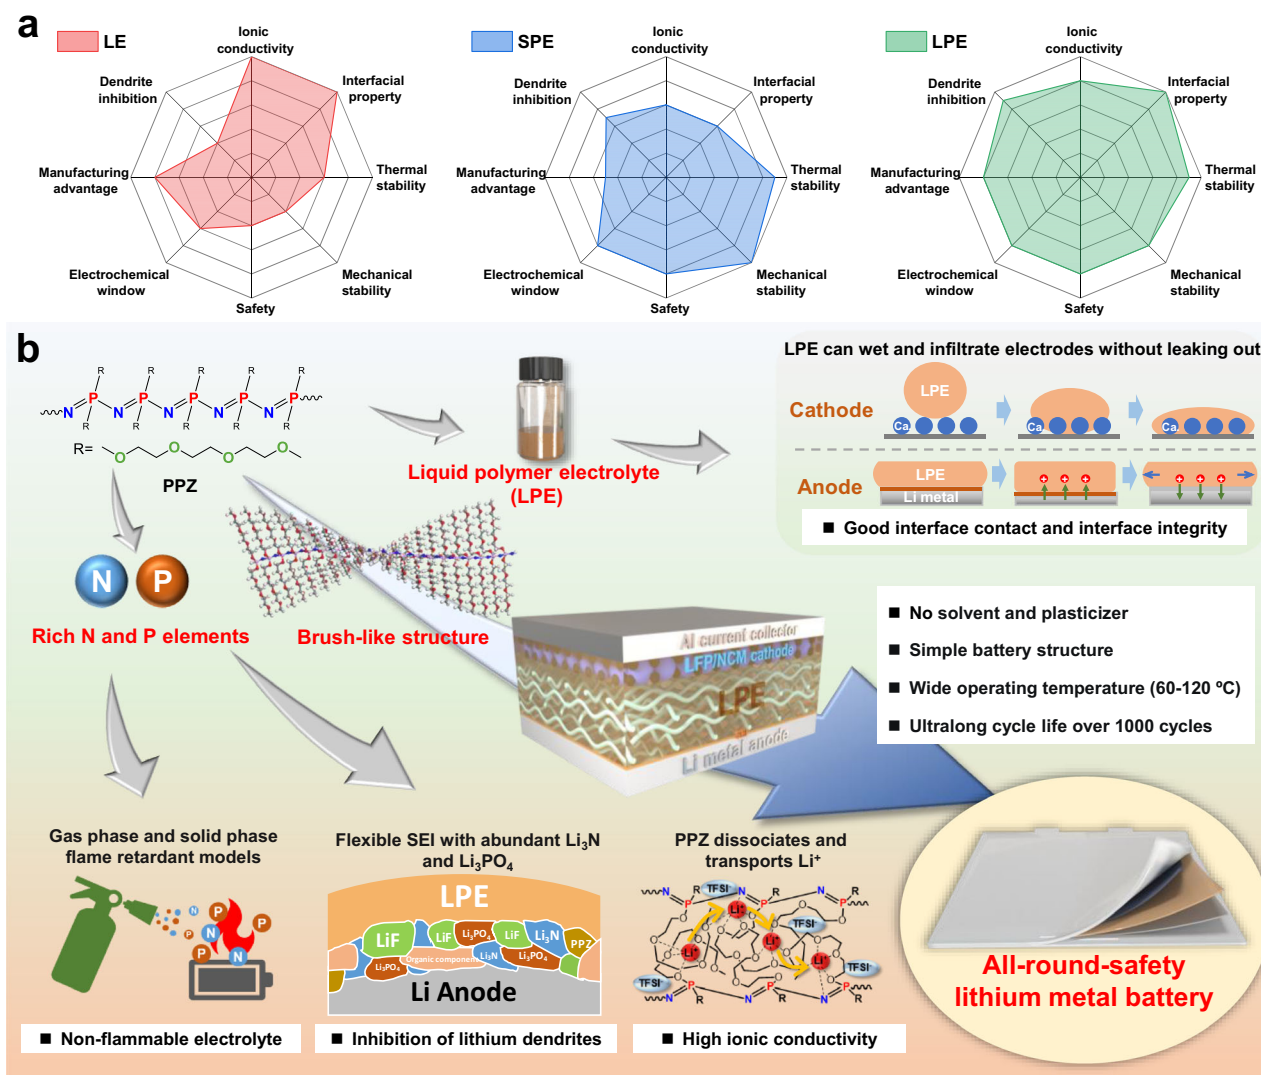 a
LE
Ionic
conductivity
Interfacial
property
Thermal
stability
Mechanical
stability
Safety
Electrochemical
window
Manufacturing
advantage
Dendrite
inhibition
SPE
Ionic
conductivity
Interfacial
property
Thermal
stability
Mechanical
stability
Safety
Electrochemical
window
Manufacturing
advantage
Dendrite
inhibition
LPE
Ionic
conductivity
Interfacial
property
Thermal
stability
Mechanical
stability
Safety
Electrochemical
window
Manufacturing
advantage
Dendrite
inhibition
b
R R R R R
N P N P N P N P N P
R R R R R
R= O O O O
PPZ
Liquid polymer electrolyte
(LPE)
LPE can wet and infiltrate electrodes without leaking out
Cathode
LPE
Ca.
Ca.
Ca.
Anode
LPE
Li metal
+ + +
+ + +
■ Good interface contact and interface integrity
N P
Rich N and P elements
Brush-like structure
Al current collector
LFP/NCM cathode
LPE
Li metal anode
■ No solvent and plasticizer
■ Simple battery structure
■ Wide operating temperature (60-120 ºC)
■ Ultralong cycle life over 1000 cycles
Gas phase and solid phase
flame retardant models
N P P
P N
P N
■ Non-flammable electrolyte
Flexible SEI with abundant Li₃N
and Li₃PO₄
LPE
LiF LiF Li₃PO₄ LiF Li₃N PPZ
Li₃PO₄ Organic component Li₃N Li₃PO₄
Li Anode
■ Inhibition of lithium dendrites
PPZ dissociates and
transports Li⁺
R TFSI⁻ R R
N P N P N P
Li⁺
TFSI⁻
Li⁺ Li⁺ Li⁺
TFSI⁻
TFSI⁻
N P N P N P
R R R
■ High ionic conductivity
All-round-safety
lithium metal battery